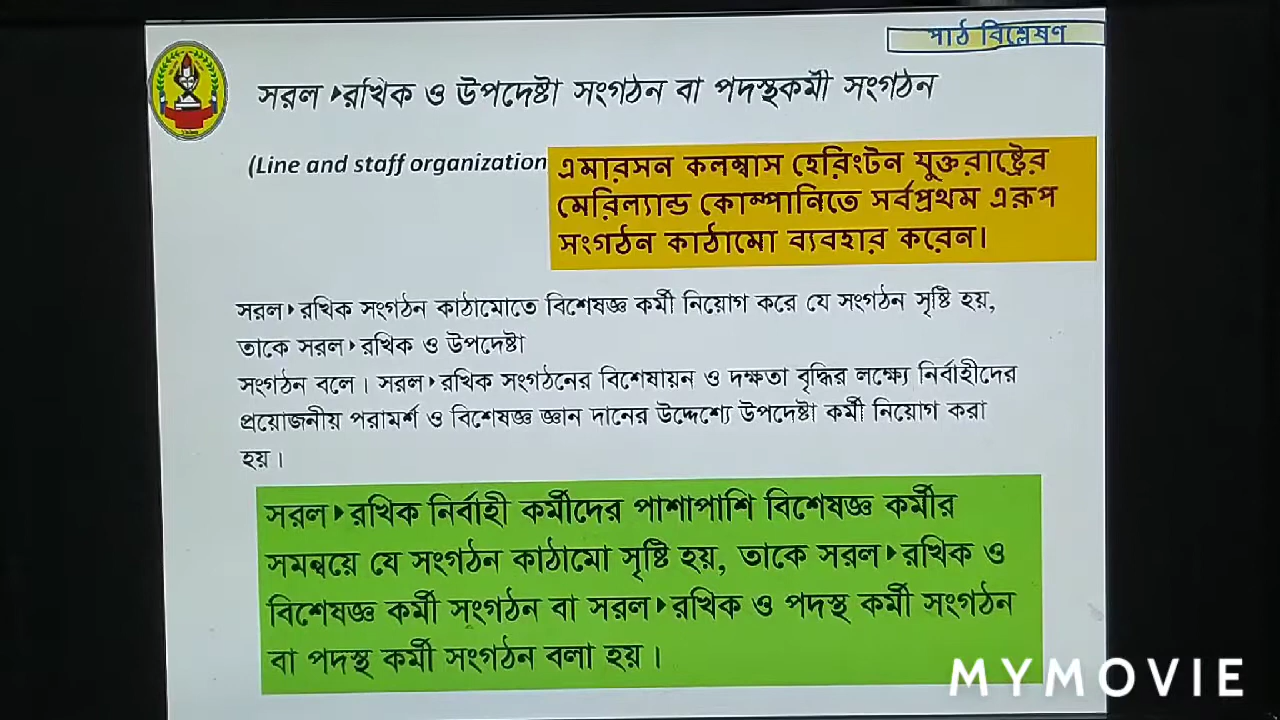 পাঠ বিশ্লেষণ
সরল রৈখিক ও উপদেষ্টা সংগঠন বা পদস্থকর্মী সংগঠন
(Line and staff organization
এমারসন কলম্বাস হেরিংটন যুক্তরাষ্ট্রের
মেরিল্যান্ড কোম্পানিতে সর্বপ্রথম এরূপ
সংগঠন কাঠামো ব্যবহার করেন।
সরল রৈখিক সংগঠন কাঠামোতে বিশেষজ্ঞ কর্মী নিয়োগ করে যে সংগঠন সৃষ্টি হয়,
তাকে সরল রৈখিক ও উপদেষ্টা
সংগঠন বলে । সরল রৈখিক সংগঠনের বিশেষায়ন ও দক্ষতা বৃদ্ধির লক্ষ্যে নির্বাহীদের
প্রয়োজনীয় পরামর্শ ও বিশেষজ্ঞ জ্ঞান দানের উদ্দেশ্যে উপদেষ্টা কর্মী নিয়োগ করা
হয় ।
সরল রৈখিক নির্বাহী কর্মীদের পাশাপাশি বিশেষজ্ঞ কর্মীর
সমন্বয়ে যে সংগঠন কাঠামো সৃষ্টি হয়, তাকে সরল রৈখিক ও
বিশেষজ্ঞ কর্মী সংগঠন বা সরল রৈখিক ও পদস্থ কর্মী সংগঠন
বা পদস্থ কর্মী সংগঠন বলা হয় ।
MYMOVIE